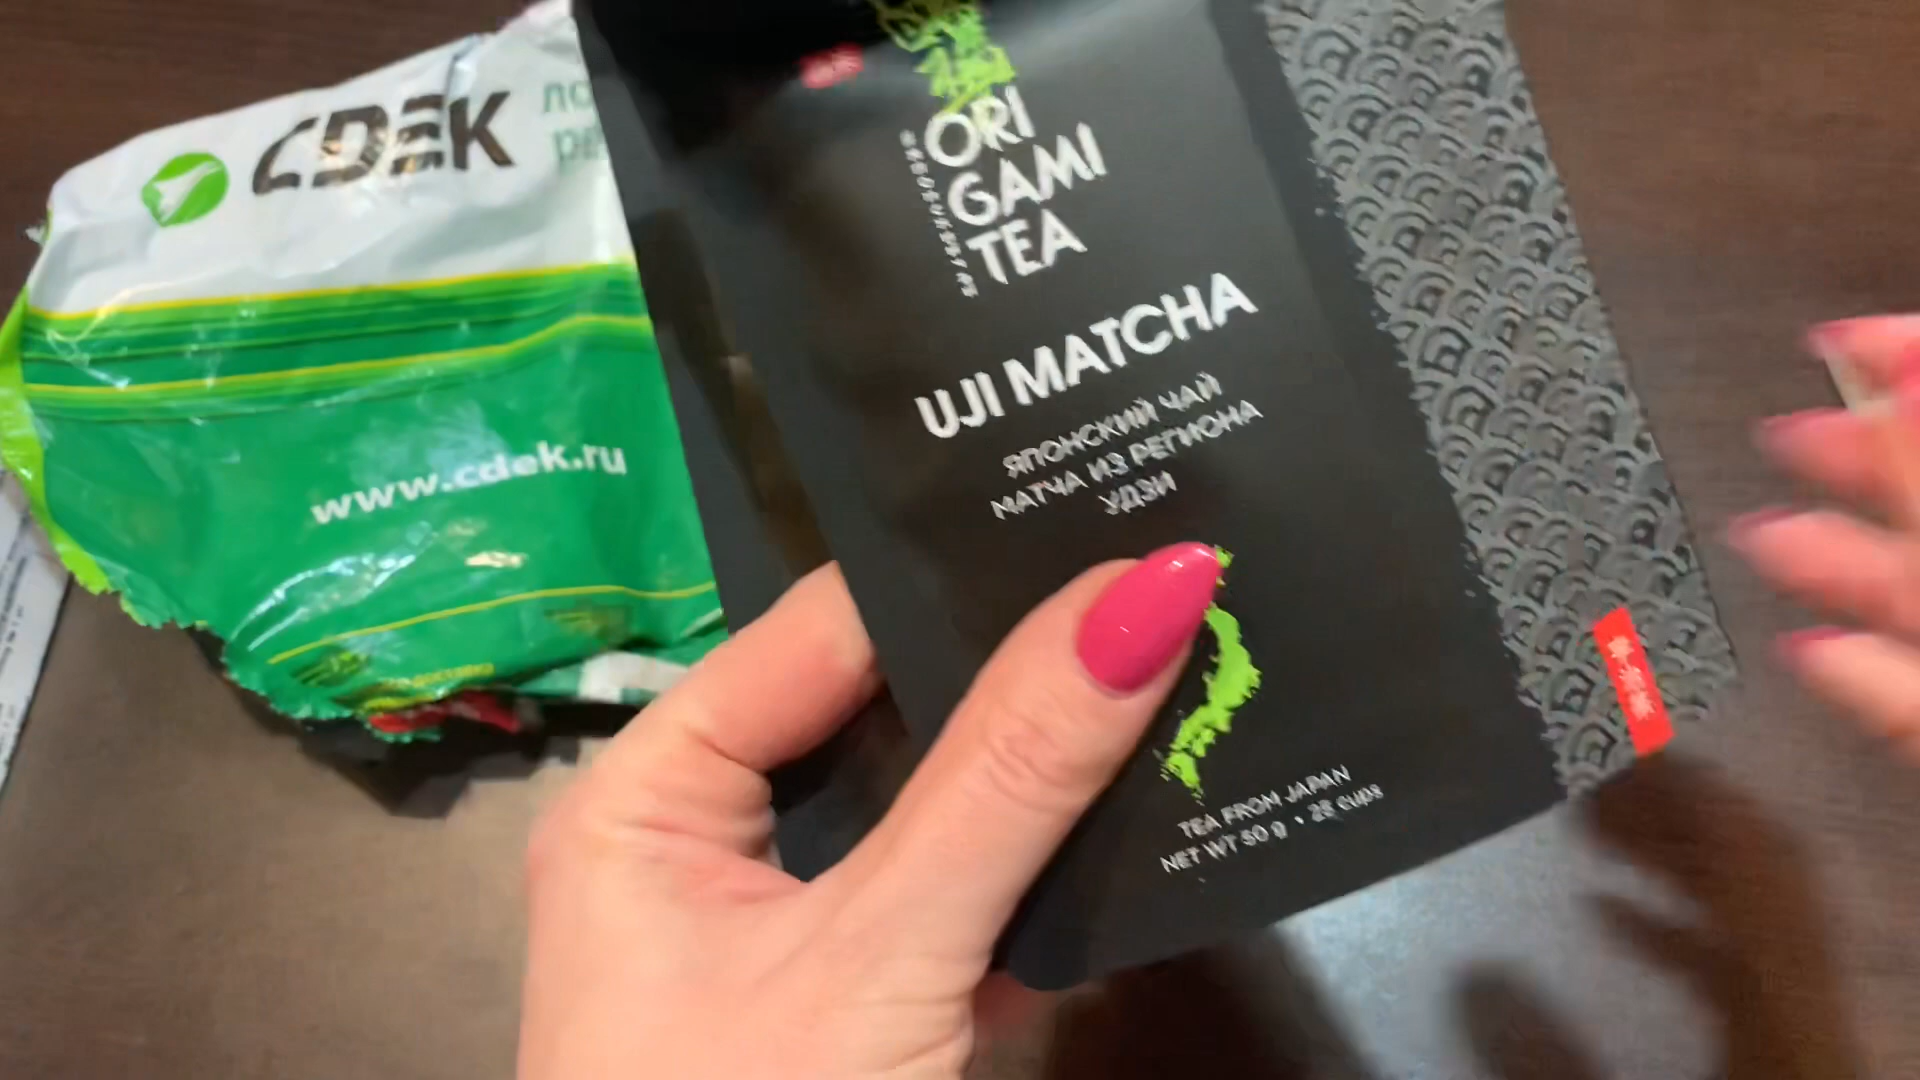 CDEK
www.cdek.ru
ORI
GAMI
TEA
UJI MATCHA
ЯПОНСКИЙ ЧАЙ
МАТЧА ИЗ РЕГИОНА
УДЗИ
TEA FROM JAPAN
NET WT 50 g • 25 cups